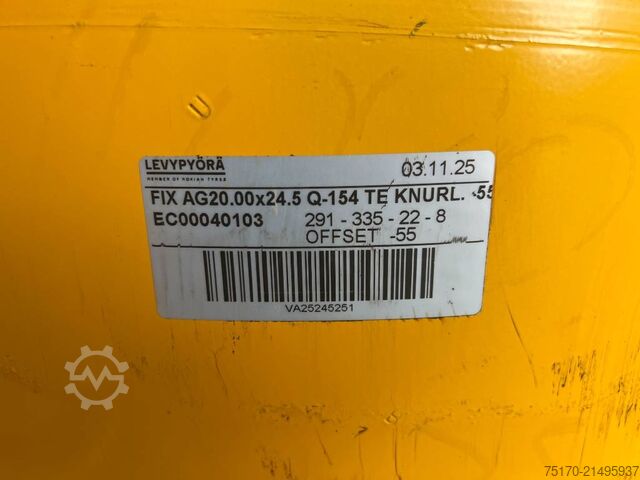 LEVYPYÖRÄ
MEMBER OF NOKIAN TYRES
03.11.25
FIX AG20.00x24.5 Q-154 TE KNURL. -55
EC00040103 291 - 335 - 22 - 8
OFFSET -55
VA25245251
75170-21495937